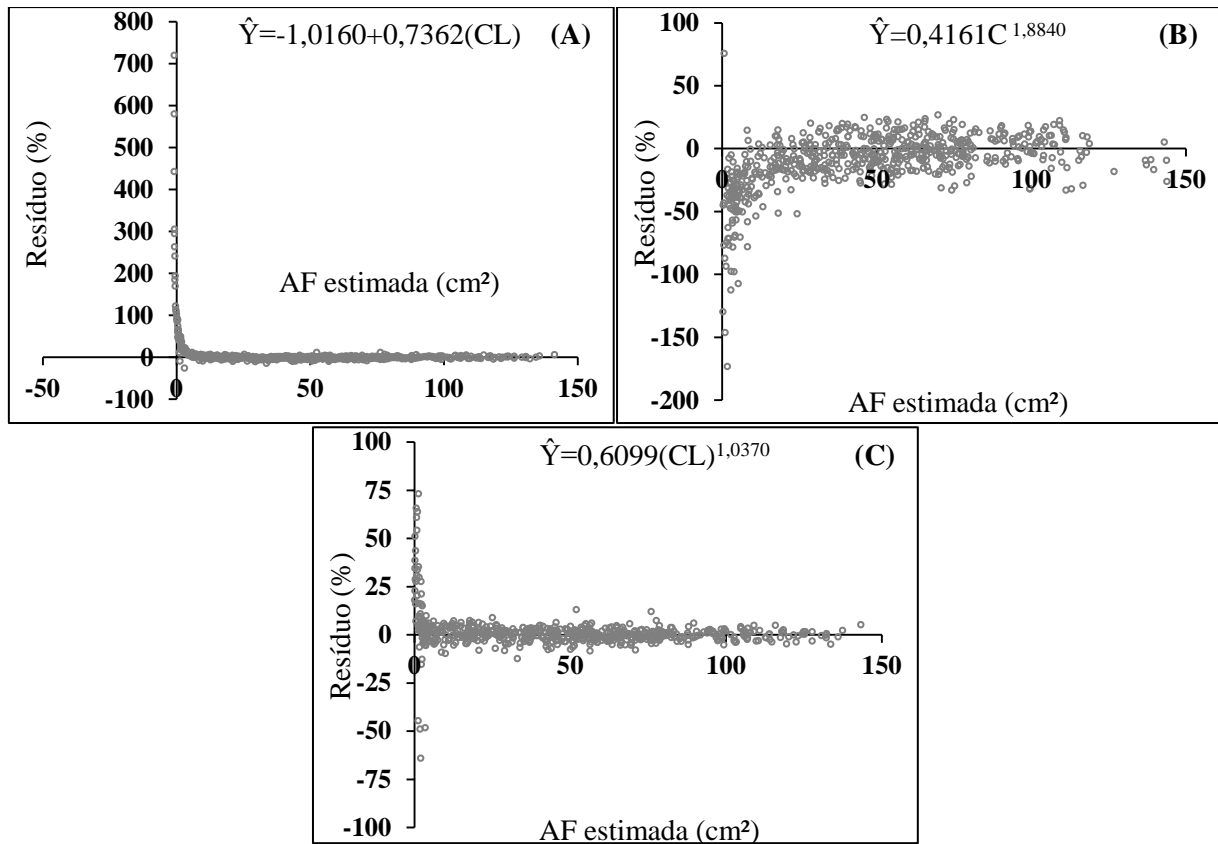 Ŷ=-1,0160+0,7362(CL) (A)
800
700
600
500
400
300
200
100
0
-100
Resíduo (%)
AF estimada (cm²)
-50 0 50 100 150
Ŷ=0,4161C 1,8840 (B)
100
50
0
-50
-100
-150
-200
Resíduo (%)
0 50 100 150
AF estimada (cm²)
Ŷ=0,6099(CL)1,0370 (C)
100
75
50
25
0
-25
-50
-75
-100
Resíduo (%)
0 50 100 150
AF estimada (cm²)